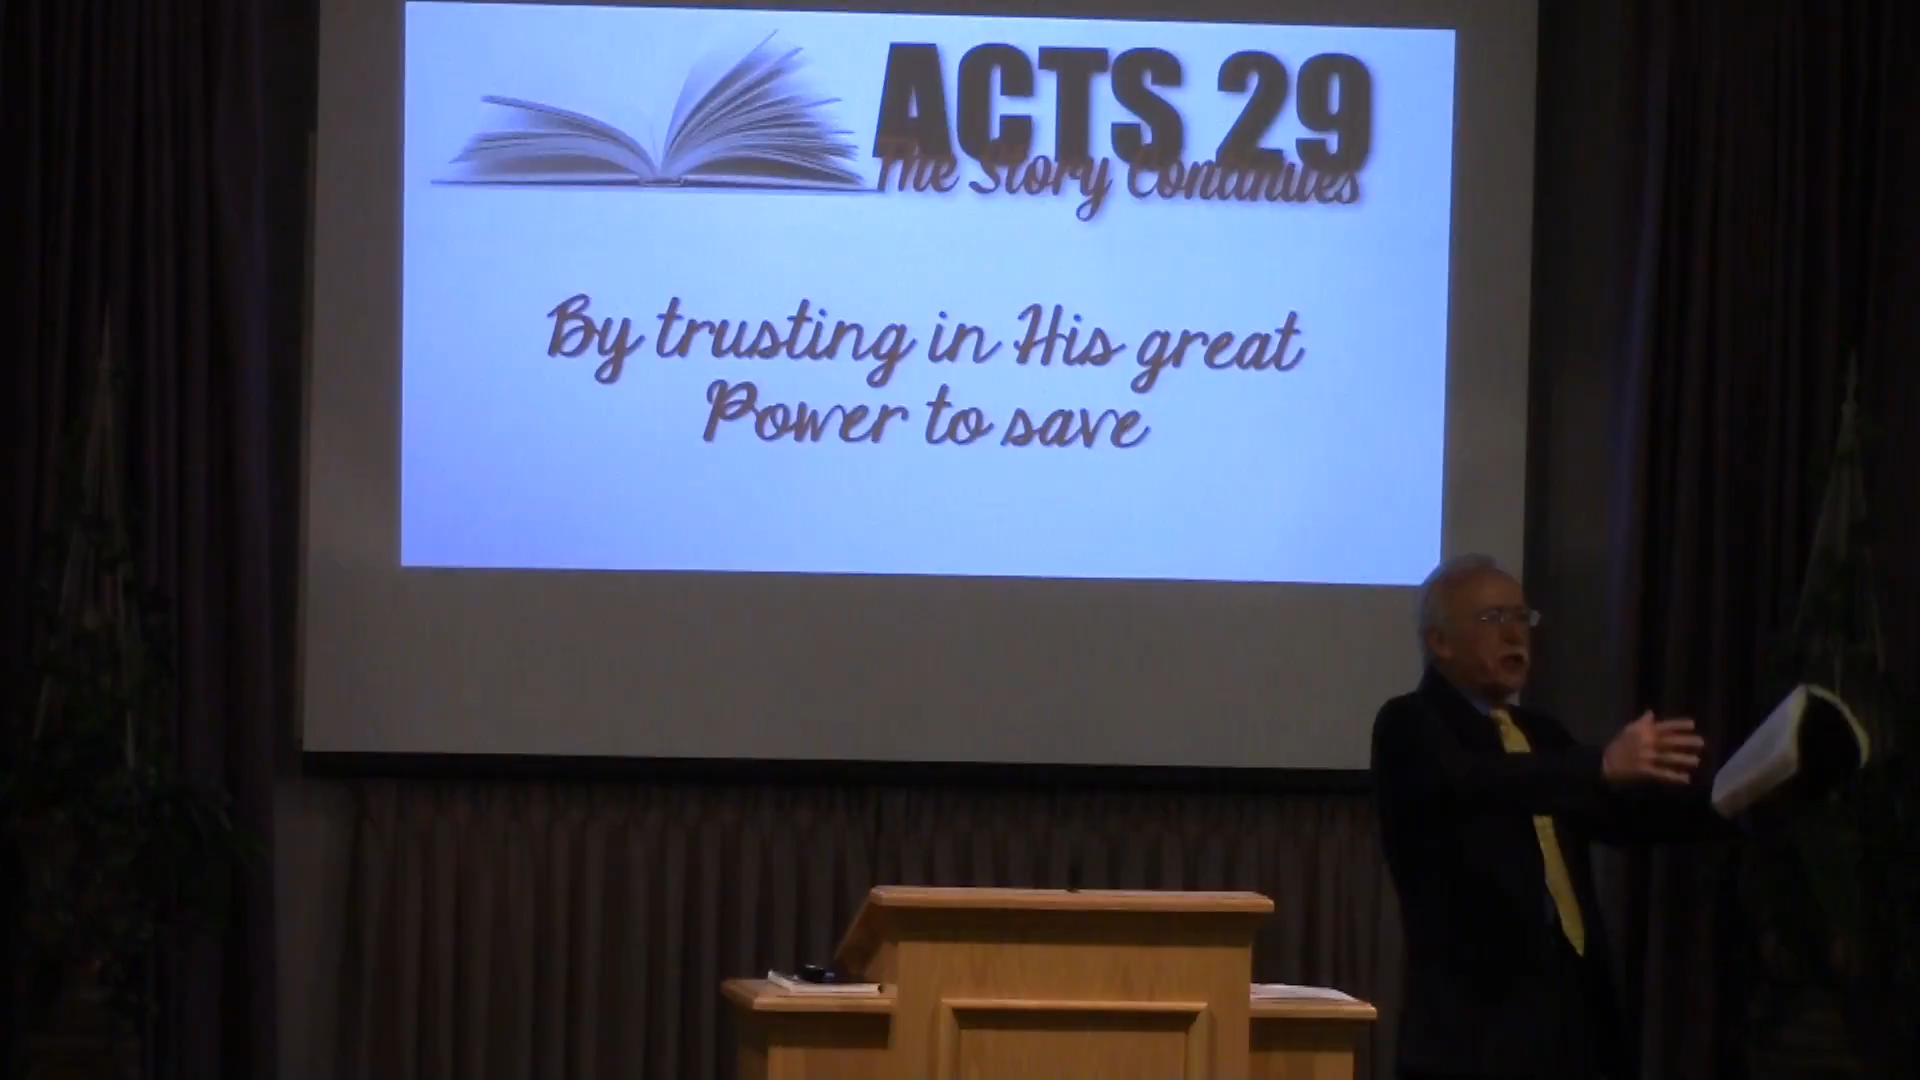 ACTS 29
The Story Continues
By trusting in His great
Power to save